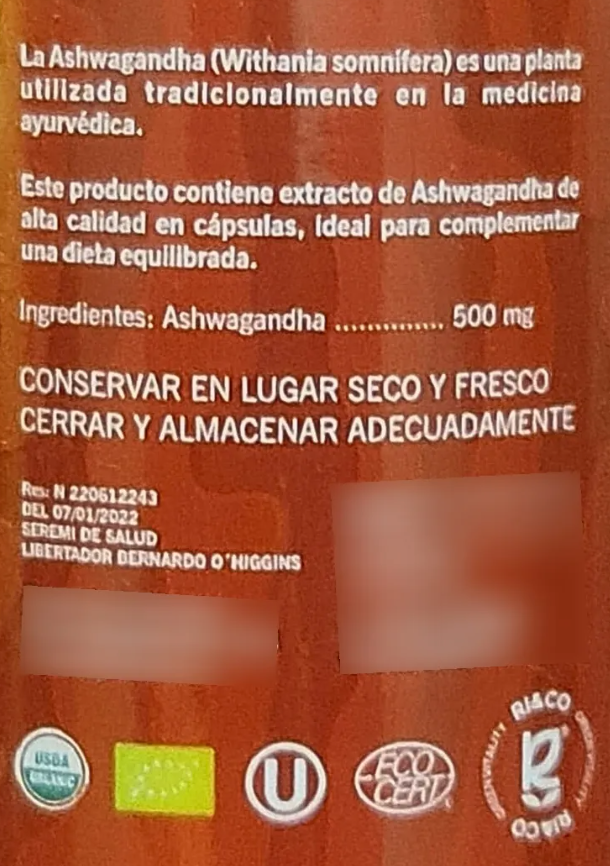 La Ashwagandha (Withania somnifera) es una planta
utilizada tradicionalmente en la medicina
ayurvédica.
Este producto contiene extracto de Ashwagandha de
alta calidad en cápsulas, ideal para complementar
una dieta equilibrada.
Ingredientes: Ashwagandha .............. 500 mg
CONSERVAR EN LUGAR SECO Y FRESCO
CERRAR Y ALMACENAR ADECUADAMENTE
Res: N 220612243
DEL 07/01/2022
SEREMI DE SALUD
LIBERTADOR BERNARDO O'HIGGINS
USDA
ORGANIC
U
ECO
CERT